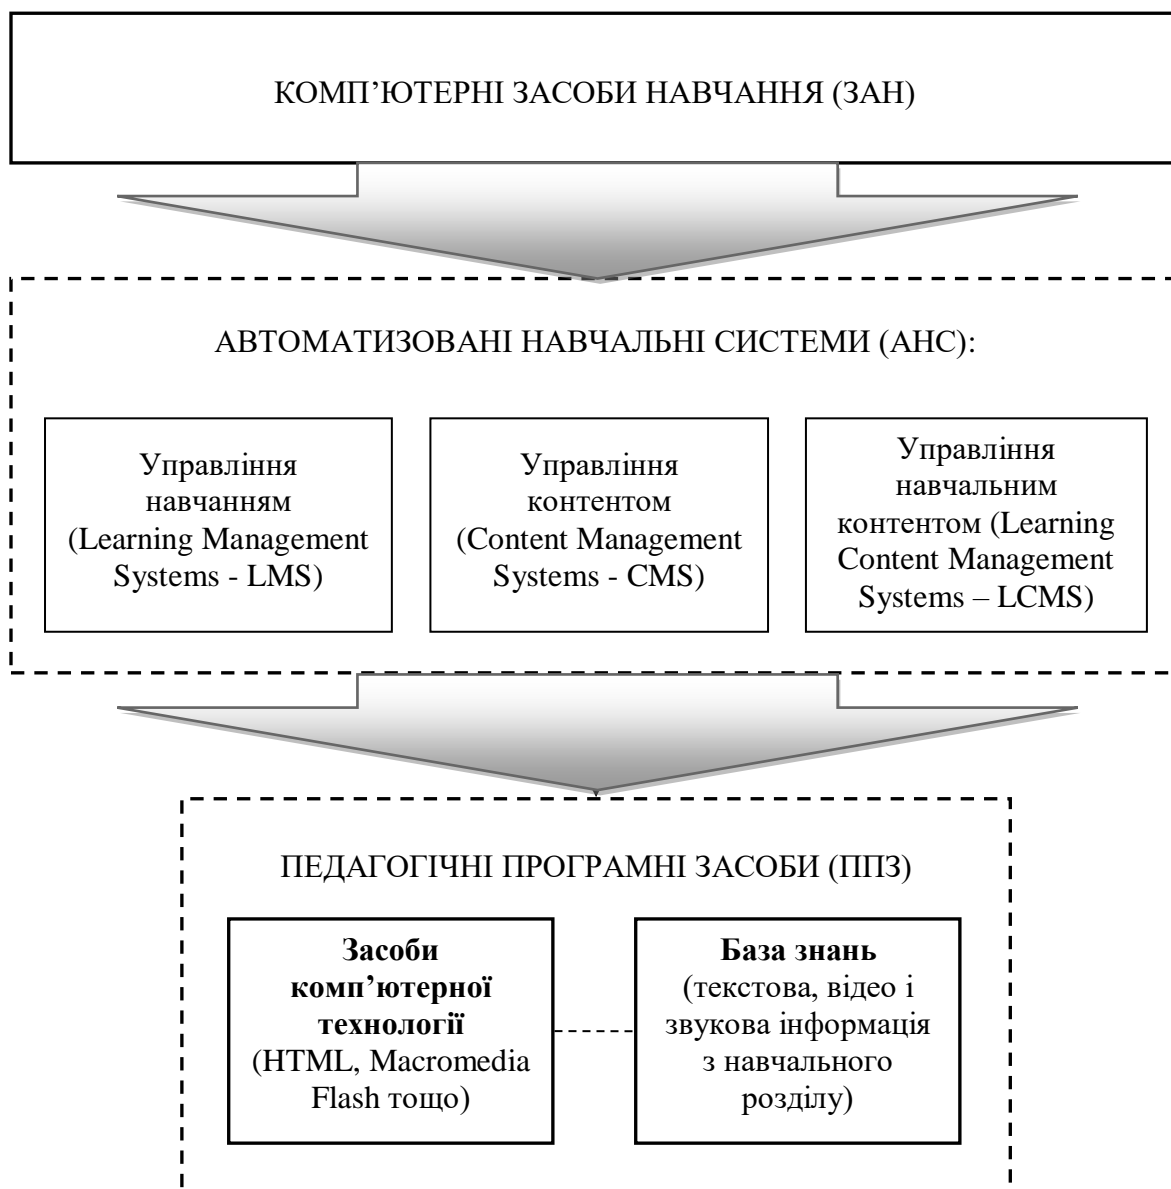 КОМП’ЮТЕРНІ ЗАСОБИ НАВЧАННЯ (ЗАН)
АВТОМАТИЗОВАНІ НАВЧАЛЬНІ СИСТЕМИ (АНС):
Управління
навчанням
(Learning Management
Systems - LMS)
Управління
контентом
(Content Management
Systems - CMS)
Управління
навчальним
контентом (Learning
Content Management
Systems – LCMS)
ПЕДАГОГІЧНІ ПРОГРАМНІ ЗАСОБИ (ППЗ)
Засоби
комп’ютерної
технології
(HTML, Macromedia
Flash тощо)
База знань
(текстова, відео і
звукова інформація
з навчального
розділу)